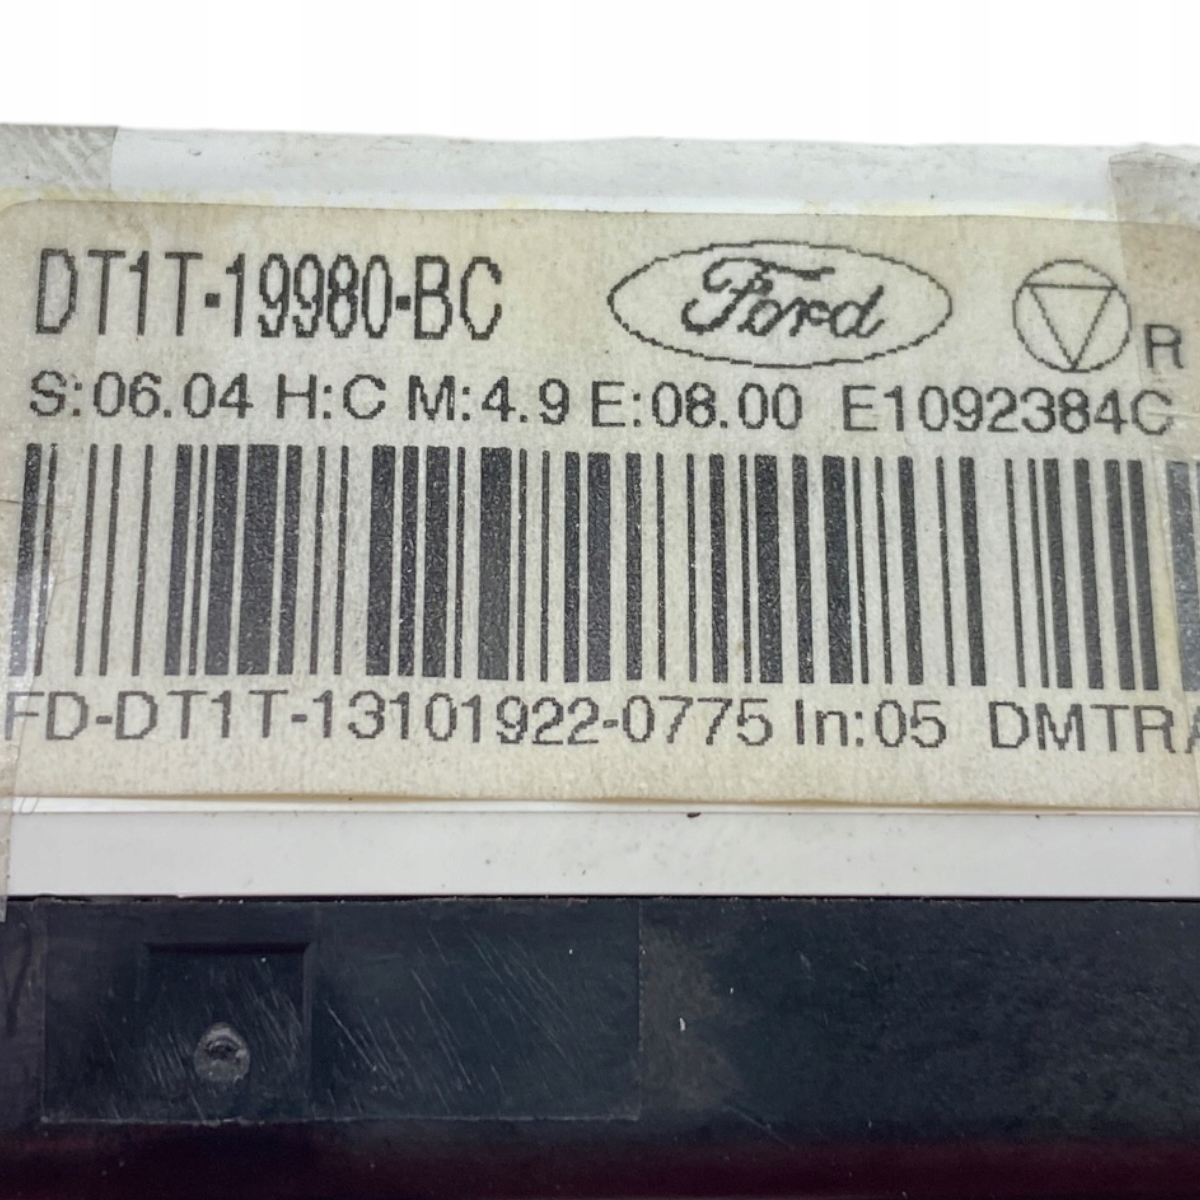 DT1T-19980-BC Ford R
S:06.04 H:C M:4.9 E:08.00 E1092384C
FD-DT1T-13101922-0775 In:05 DMTRA